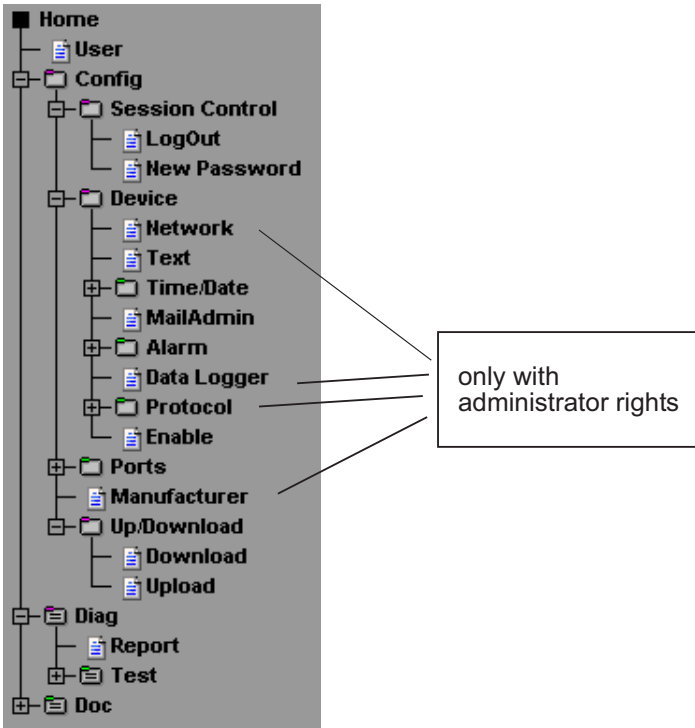 Home
User
Config
Session Control
LogOut
New Password
Device
Network
Text
Time/Date
MailAdmin
Alarm
Data Logger
Protocol
Enable
Ports
Manufacturer
Up/Download
Download
Upload
Diag
Report
Test
Doc
only with
administrator rights